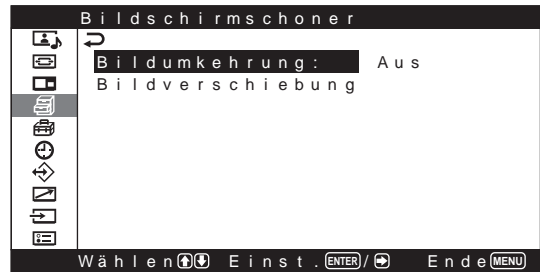 Bildschirmschoner
Bildumkehrung: Aus
Bildverschiebung
Wählen Einst. ENTER / Ende MENU